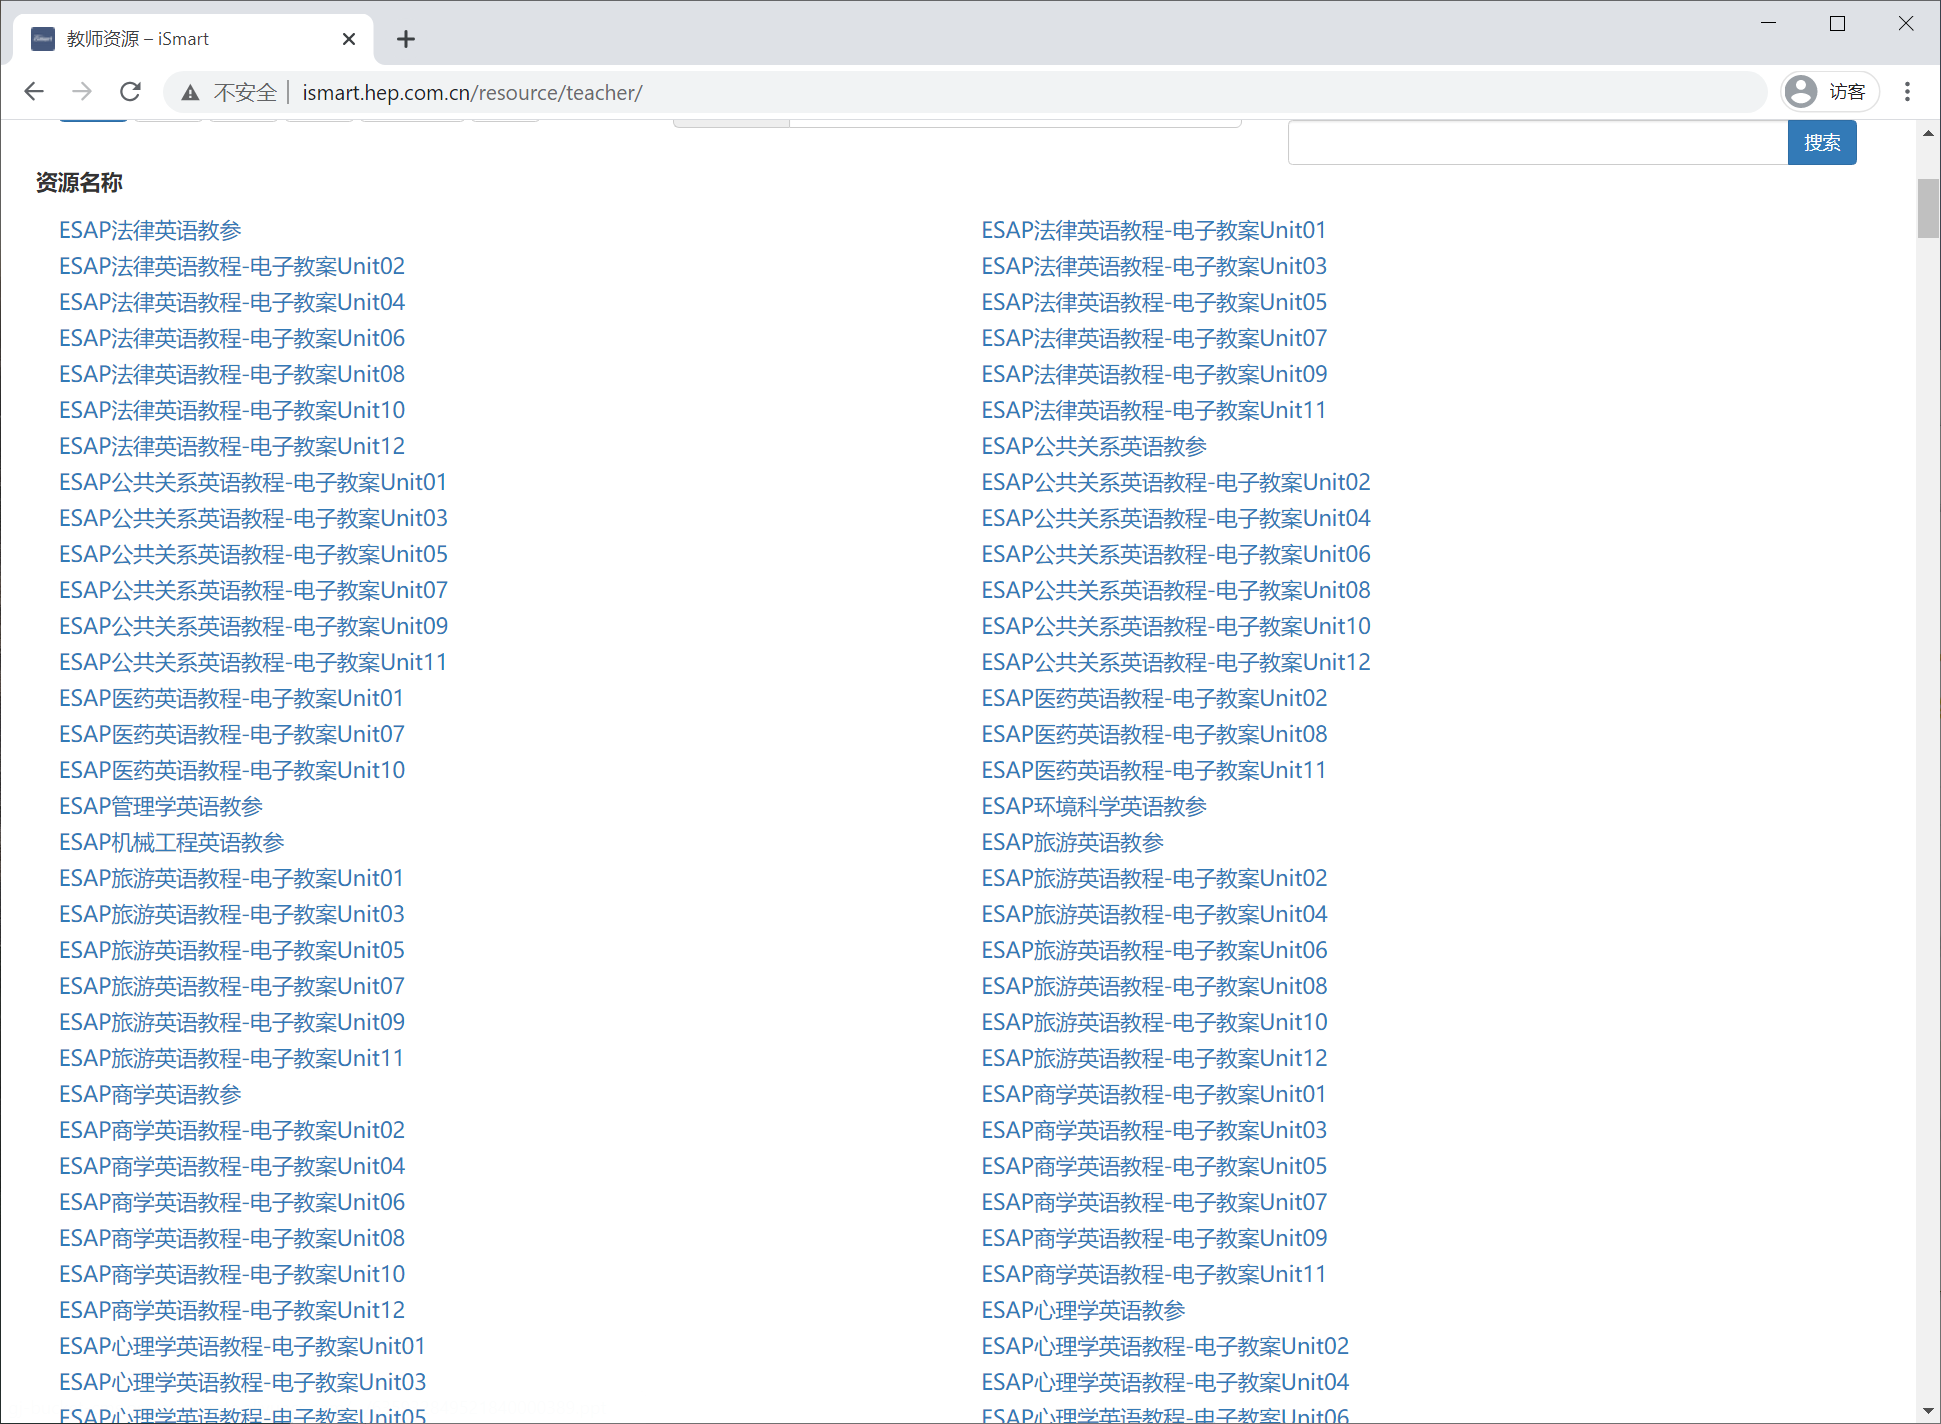 教师资源 – iSmart
不安全 ismart.hep.com.cn/resource/teacher/ 访客
搜索
资源名称
ESAP法律英语教参 ESAP法律英语教程-电子教案Unit01
ESAP法律英语教程-电子教案Unit02 ESAP法律英语教程-电子教案Unit03
ESAP法律英语教程-电子教案Unit04 ESAP法律英语教程-电子教案Unit05
ESAP法律英语教程-电子教案Unit06 ESAP法律英语教程-电子教案Unit07
ESAP法律英语教程-电子教案Unit08 ESAP法律英语教程-电子教案Unit09
ESAP法律英语教程-电子教案Unit10 ESAP法律英语教程-电子教案Unit11
ESAP法律英语教程-电子教案Unit12 ESAP公共关系英语教参
ESAP公共关系英语教程-电子教案Unit01 ESAP公共关系英语教程-电子教案Unit02
ESAP公共关系英语教程-电子教案Unit03 ESAP公共关系英语教程-电子教案Unit04
ESAP公共关系英语教程-电子教案Unit05 ESAP公共关系英语教程-电子教案Unit06
ESAP公共关系英语教程-电子教案Unit07 ESAP公共关系英语教程-电子教案Unit08
ESAP公共关系英语教程-电子教案Unit09 ESAP公共关系英语教程-电子教案Unit10
ESAP公共关系英语教程-电子教案Unit11 ESAP公共关系英语教程-电子教案Unit12
ESAP医药英语教程-电子教案Unit01 ESAP医药英语教程-电子教案Unit02
ESAP医药英语教程-电子教案Unit07 ESAP医药英语教程-电子教案Unit08
ESAP医药英语教程-电子教案Unit10 ESAP医药英语教程-电子教案Unit11
ESAP管理学英语教参 ESAP环境科学英语教参
ESAP机械工程英语教参 ESAP旅游英语教参
ESAP旅游英语教程-电子教案Unit01 ESAP旅游英语教程-电子教案Unit02
ESAP旅游英语教程-电子教案Unit03 ESAP旅游英语教程-电子教案Unit04
ESAP旅游英语教程-电子教案Unit05 ESAP旅游英语教程-电子教案Unit06
ESAP旅游英语教程-电子教案Unit07 ESAP旅游英语教程-电子教案Unit08
ESAP旅游英语教程-电子教案Unit09 ESAP旅游英语教程-电子教案Unit10
ESAP旅游英语教程-电子教案Unit11 ESAP旅游英语教程-电子教案Unit12
ESAP商学英语教参 ESAP商学英语教程-电子教案Unit01
ESAP商学英语教程-电子教案Unit02 ESAP商学英语教程-电子教案Unit03
ESAP商学英语教程-电子教案Unit04 ESAP商学英语教程-电子教案Unit05
ESAP商学英语教程-电子教案Unit06 ESAP商学英语教程-电子教案Unit07
ESAP商学英语教程-电子教案Unit08 ESAP商学英语教程-电子教案Unit09
ESAP商学英语教程-电子教案Unit10 ESAP商学英语教程-电子教案Unit11
ESAP商学英语教程-电子教案Unit12 ESAP心理学英语教参
ESAP心理学英语教程-电子教案Unit01 ESAP心理学英语教程-电子教案Unit02
ESAP心理学英语教程-电子教案Unit03 ESAP心理学英语教程-电子教案Unit04
ESAP心理学英语教程-电子教案Unit05 ESAP心理学英语教程-电子教案Unit06